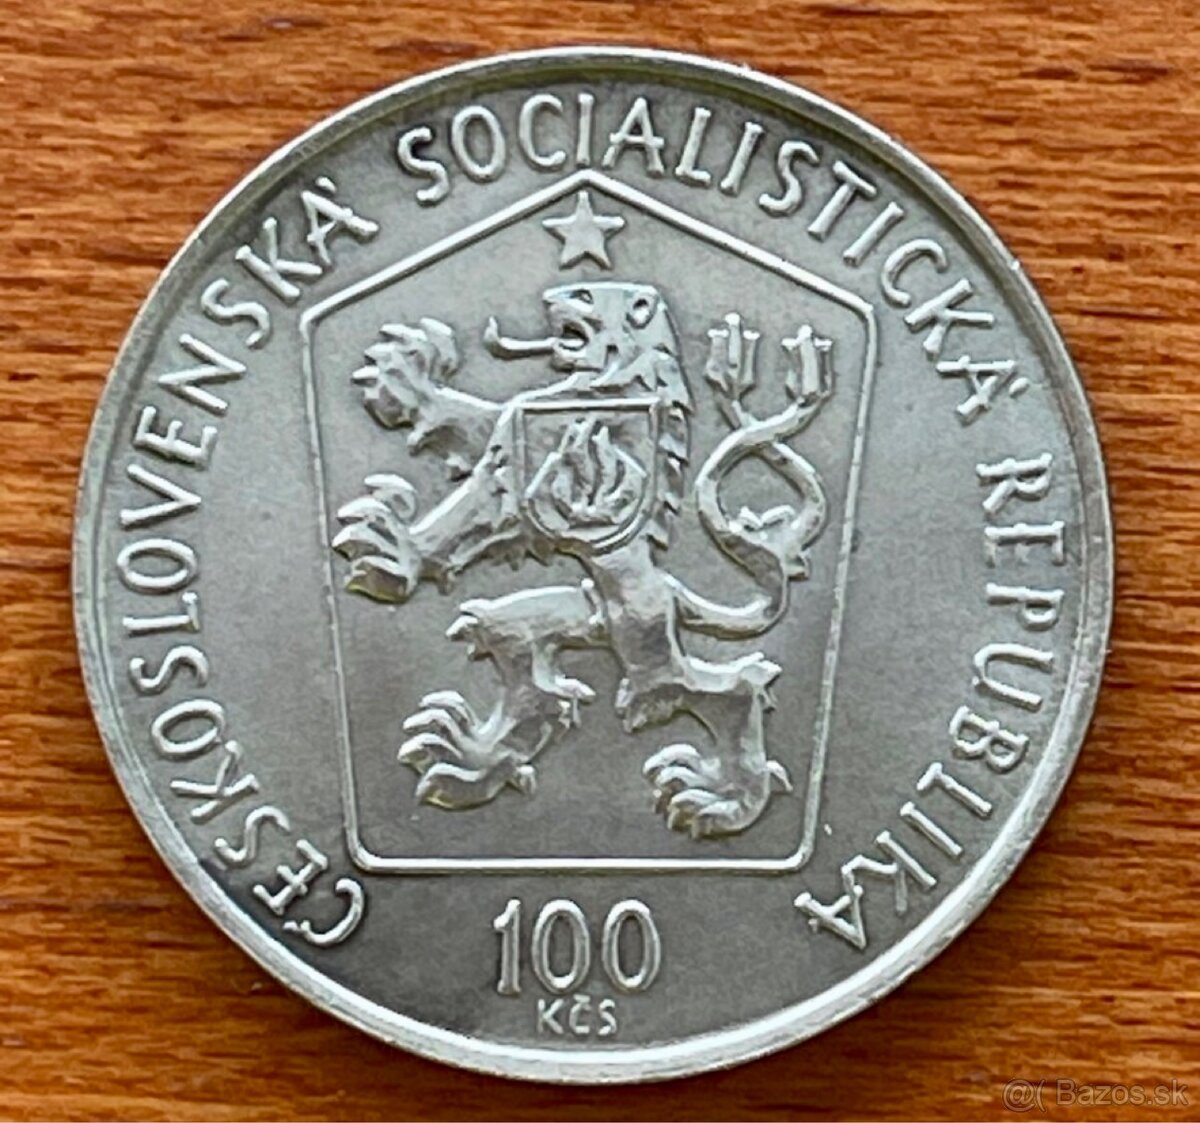 ČESKOSLOVENSKÁ SOCIALISTICKÁ REPUBLIKA
100
KČS
@( Bazos.sk